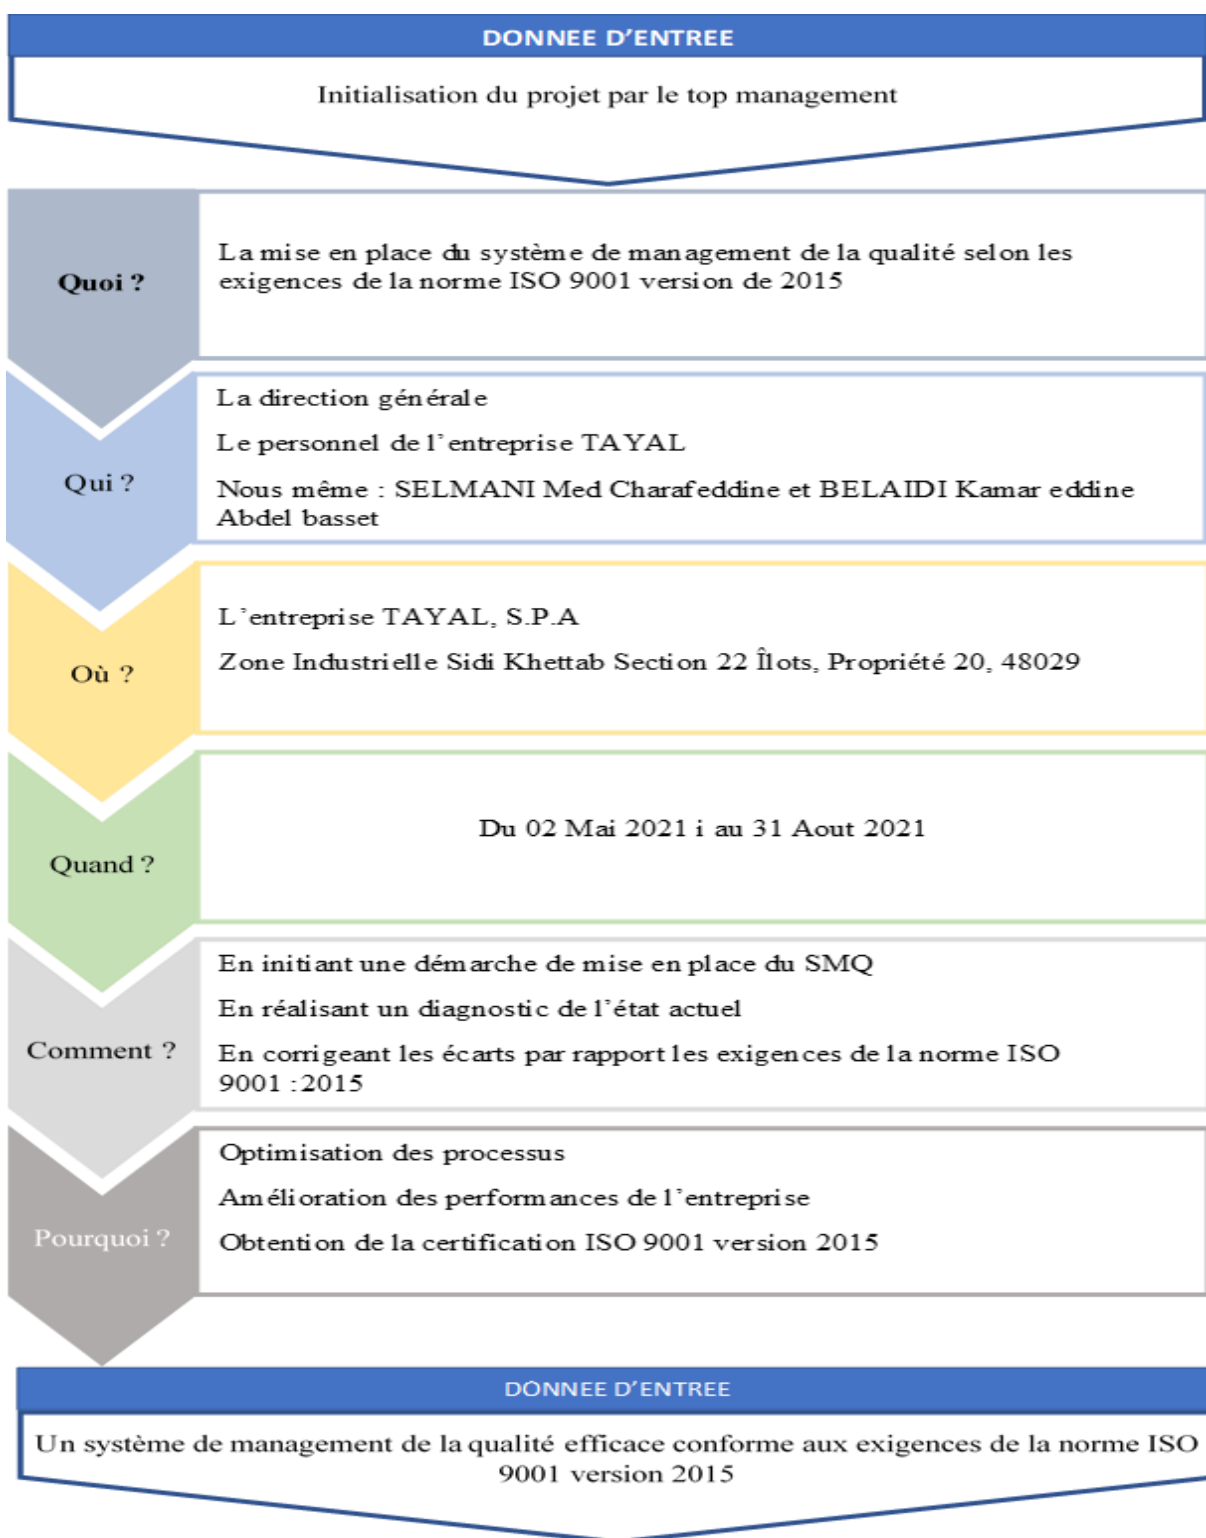 DONNEE D'ENTREE
Initialisation du projet par le top management
Quoi ?
La mise en place du système de management de la qualité selon les
exigences de la norme ISO 9001 version de 2015
Qui ?
La direction générale
Le personnel de l'entreprise TAYAL
Nous même : SELMANI Med Charafeddine et BELAIDI Kamar eddine
Abdel basset
Où ?
L'entreprise TAYAL, S.P.A
Zone Industrielle Sidi Khettab Section 22 Îlots, Propriété 20, 48029
Quand ?
Du 02 Mai 2021 i au 31 Aout 2021
Comment ?
En initiant une démarche de mise en place du SMQ
En réalisant un diagnostic de l'état actuel
En corrigeant les écarts par rapport les exigences de la norme ISO
9001 :2015
Pourquoi ?
Optimisation des processus
Amélioration des performances de l'entreprise
Obtention de la certification ISO 9001 version 2015
DONNEE D'ENTREE
Un système de management de la qualité efficace conforme aux exigences de la norme ISO
9001 version 2015